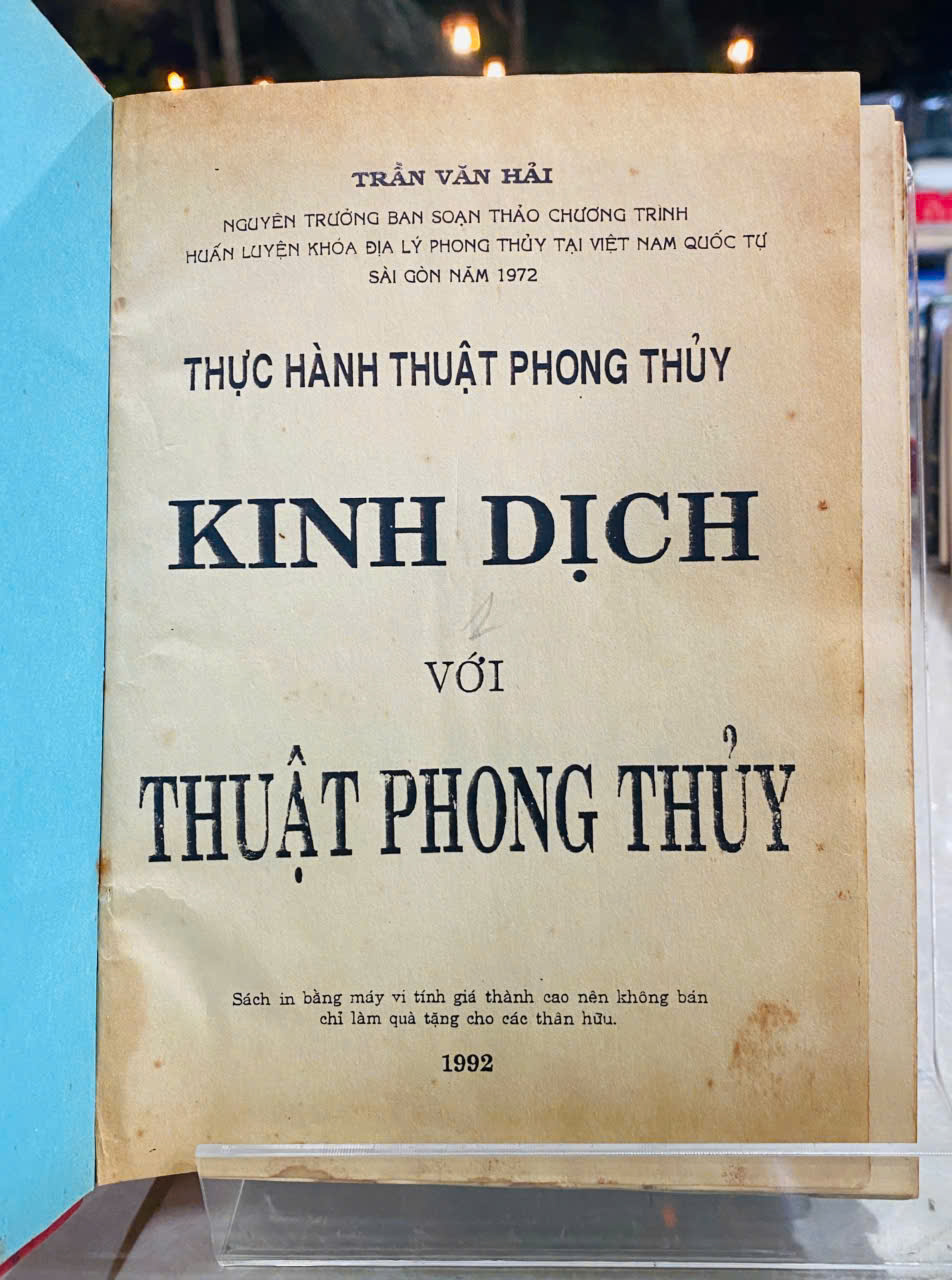 TRẦN VĂN HẢI
NGUYÊN TRƯỞNG BAN SOẠN THẢO CHƯƠNG TRÌNH
HUẤN LUYỆN KHÓA ĐỊA LÝ PHONG THỦY TẠI VIỆT NAM QUỐC TỰ
SÀI GÒN NĂM 1972
THỰC HÀNH THUẬT PHONG THỦY
KINH DỊCH
VỚI
THUẬT PHONG THỦY
Sách in bằng máy vi tính giá thành cao nên không bán
chỉ làm quà tặng cho các thân hữu.
1992